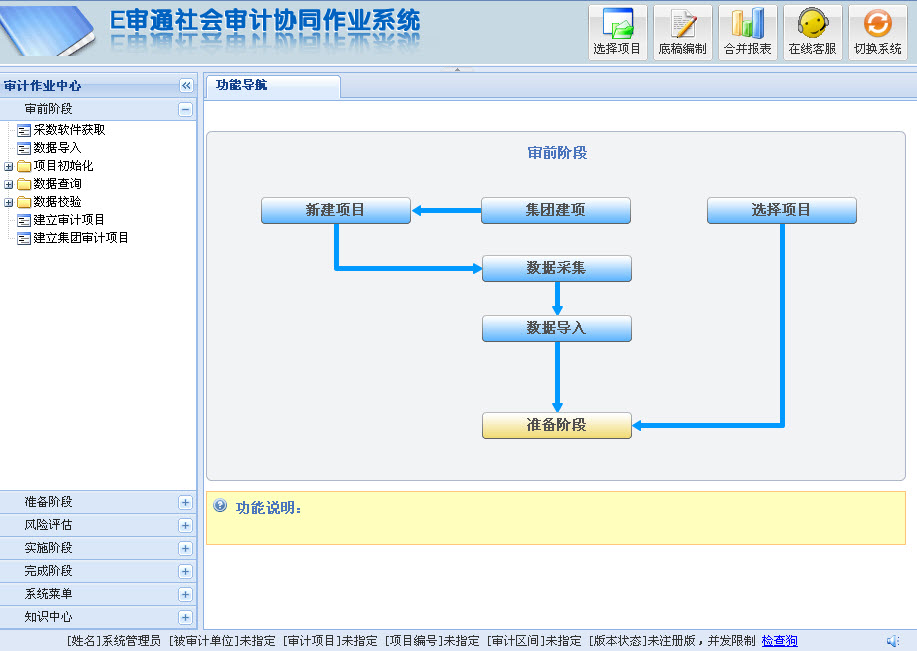 E审通社会审计协同作业系统
选择项目 底稿编制 合并报表 在线客服 切换系统
审计作业中心
功能导航
审前阶段
采数软件获取
数据导入
项目初始化
数据查询
数据校验
建立审计项目
建立集团审计项目
准备阶段
风险评估
实施阶段
完成阶段
系统菜单
知识中心
审前阶段
新建项目 集团建项 选择项目
数据采集
数据导入
准备阶段
功能说明：
[姓名]系统管理员 [被审计单位]未指定 [审计项目]未指定 [项目编号]未指定 [审计区间]未指定 [版本状态]未注册版，并发限制 检查狗